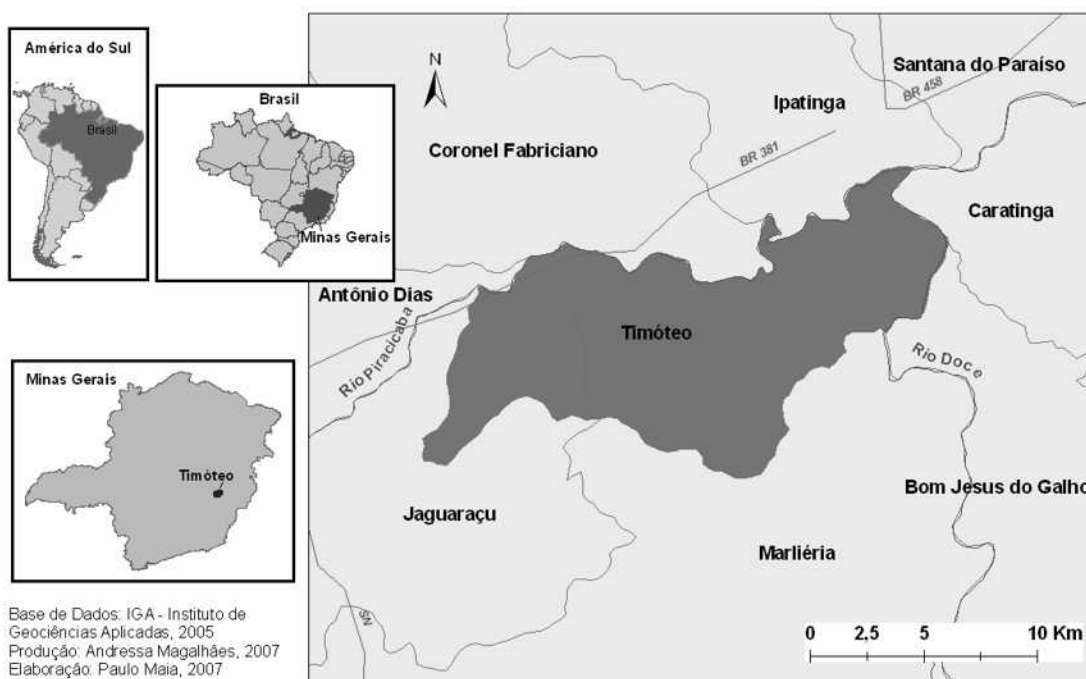 América do Sul
Brasil
Brasil
Minas Gerais
N
Santana do Paraíso
BR 458
Ipatinga
BR 381
Coronel Fabriciano
Caratinga
Antônio Dias
Rio Piracicaba
Timóteo
Rio Doce
Minas Gerais
Timóteo
Bom Jesus do Galho
Jaguaraçu
Marliéria
SN
Base de Dados: IGA - Instituto de
Geociências Aplicadas, 2005
Produção: Andressa Magalhães, 2007
Elaboração: Paulo Maia, 2007
0 2,5 5 10 Km